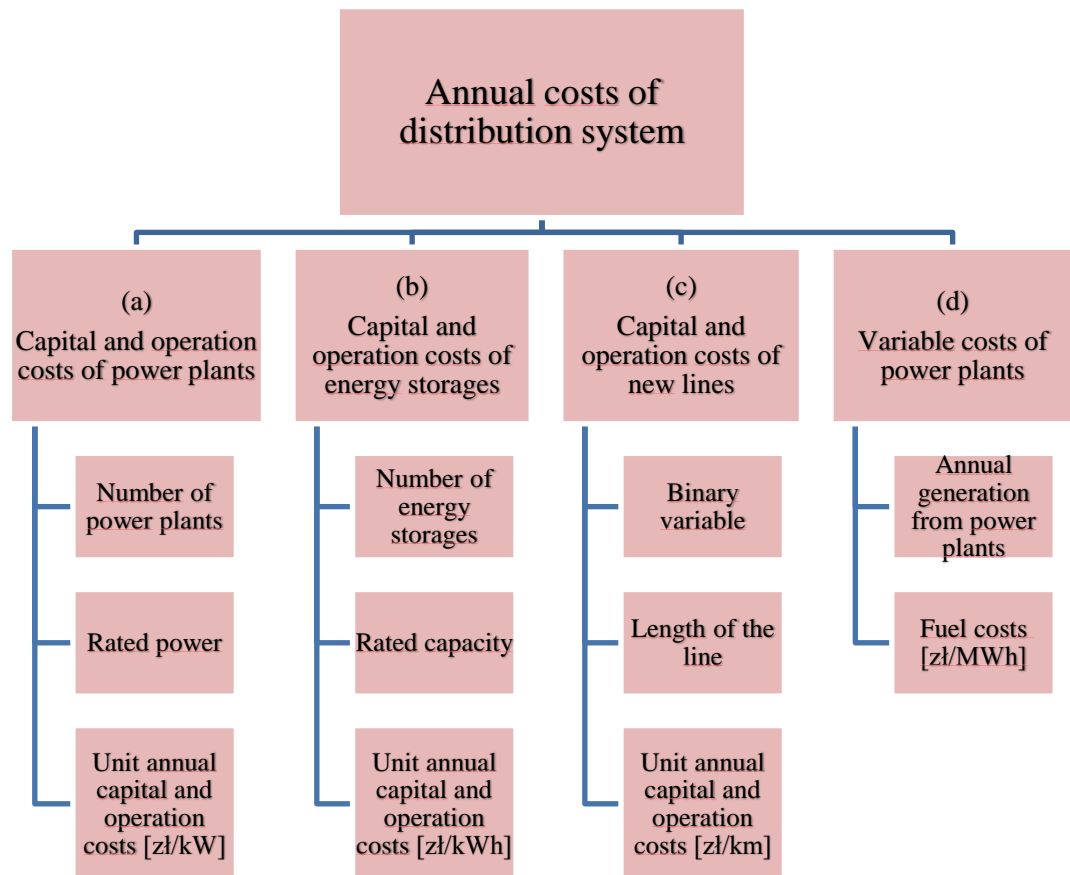 Annual costs of
distribution system
(a)
Capital and operation
costs of power plants
Number of
power plants
Rated power
Unit annual
capital and
operation
costs [zł/kW]
(b)
Capital and
operation costs of
energy storages
Number of
energy
storages
Rated capacity
Unit annual
capital and
operation
costs [zł/kWh]
(c)
Capital and
operation costs of
new lines
Binary
variable
Length of the
line
Unit annual
capital and
operation
costs [zł/km]
(d)
Variable costs of
power plants
Annual
generation
from power
plants
Fuel costs
[zł/MWh]